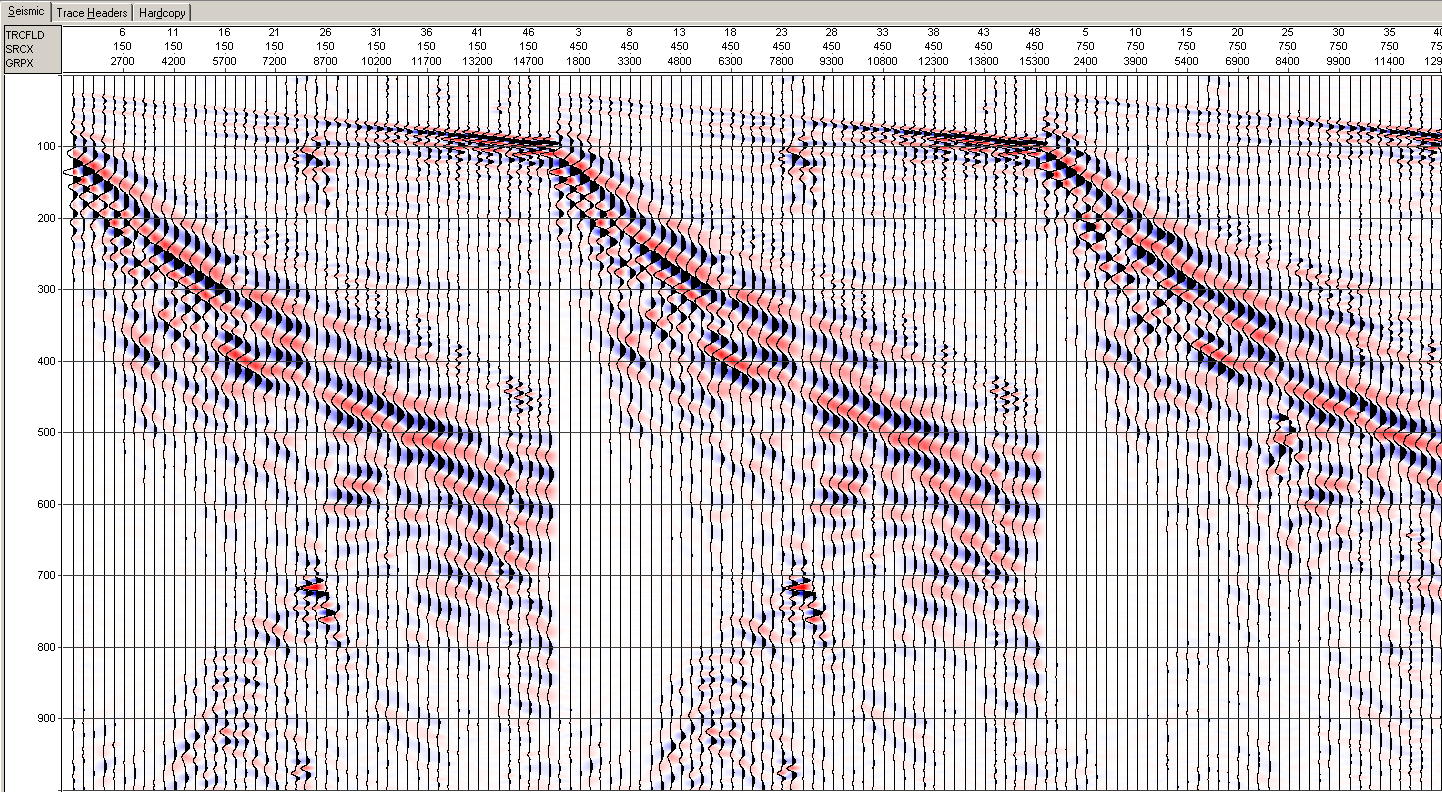 Seismic Trace Headers Hardcopy
TRCFLD 6 11 16 21 26 31 36 41 46 3 8 13 18 23 28 33 38 43 48 5 10 15 20 25 30 35 40
SRCX 150 150 150 150 150 150 150 150 150 450 450 450 450 450 450 450 450 450 450 750 750 750 750 750 750 750 75
GRPX 2700 4200 5700 7200 8700 10200 11700 13200 14700 1800 3300 4800 6300 7800 9300 10800 12300 13800 15300 2400 3900 5400 6900 8400 9900 11400 129
100
200
300
400
500
600
700
800
900